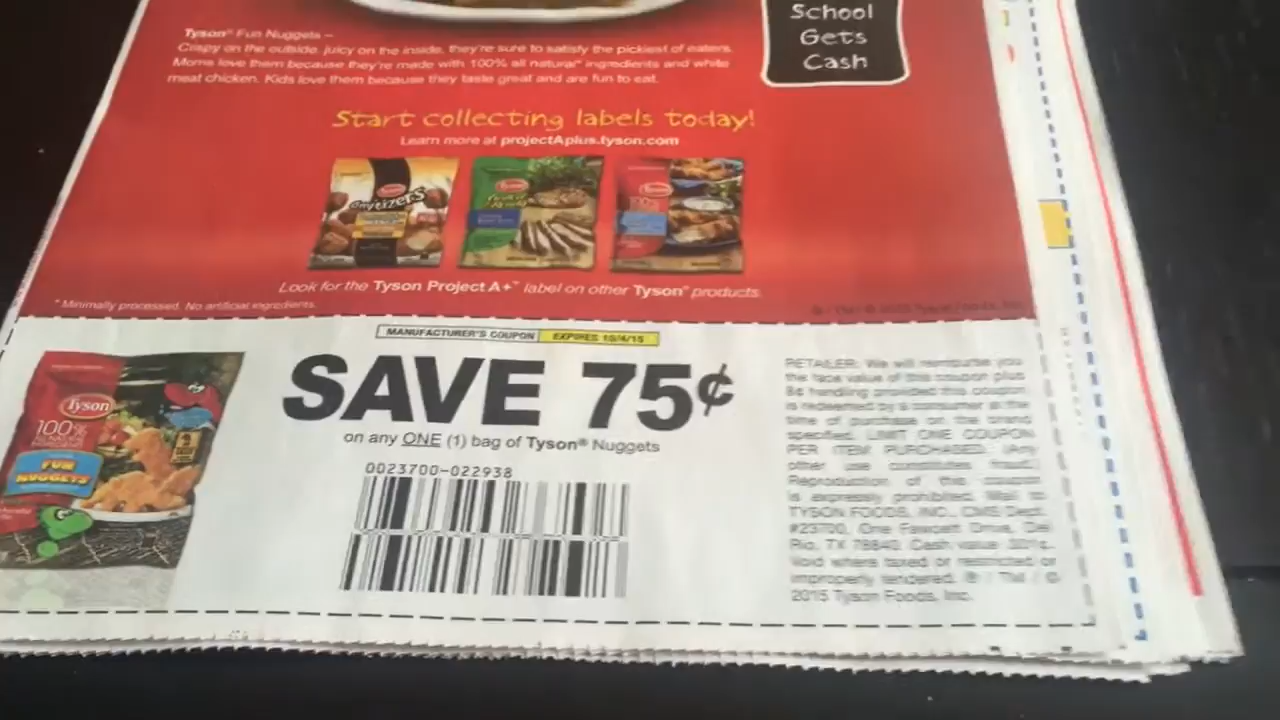 School
Gets
Cash
Tyson® Fun Nuggets –
Crispy on the outside, juicy on the inside, they're sure to satisfy the pickiest of eaters.
Moms love them because they're made with 100% all natural* ingredients and white
meat chicken. Kids love them because they taste great and are fun to eat.
Start collecting labels today!
Learn more at projectAplus.tyson.com
Tyson
anytizers
Look for the Tyson Project A+™ label on other Tyson® products.
* Minimally processed. No artificial ingredients.
MANUFACTURER'S COUPON EXPIRES 10/4/15
SAVE 75¢
on any ONE (1) bag of Tyson® Nuggets
0023700-022938
Tyson
100%
ALL NATURAL
FUN
NUGGETS
RETAILER: We will reimburse you
the face value of this coupon plus
8¢ handling provided this coupon
is redeemed by a consumer at the
time of purchase on the brand
specified. LIMIT ONE COUPON
PER ITEM PURCHASED. (Any
other use constitutes fraud.)
Reproduction of this coupon
is expressly prohibited. Mail to:
TYSON FOODS, INC., CMS Dept.
#23700, One Fawcett Drive, Del
Rio, TX 78840. Cash value
Void where taxed or restricted or
improperly tendered. ® / TM / ©
2015 Tyson Foods, Inc.